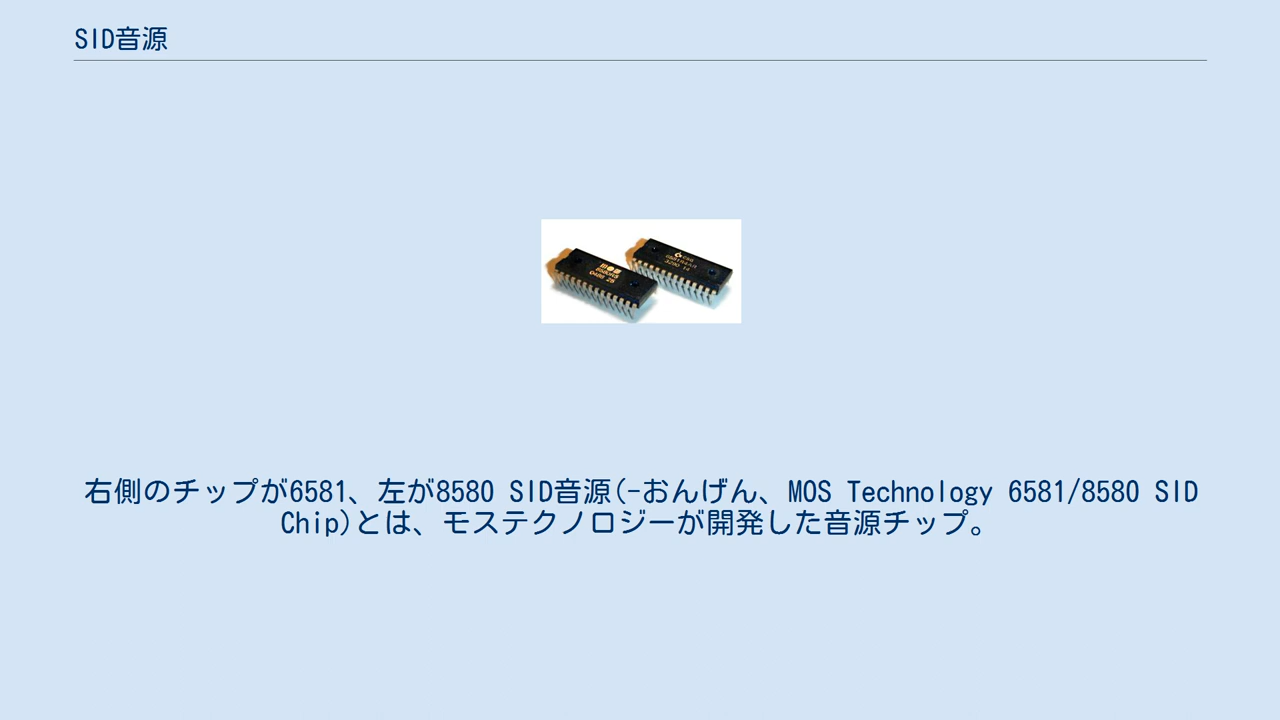 SID音源
右側のチップが6581、左が8580 SID音源(-おんげん、MOS Technology 6581/8580 SID
Chip)とは、モステクノロジーが開発した音源チップ。